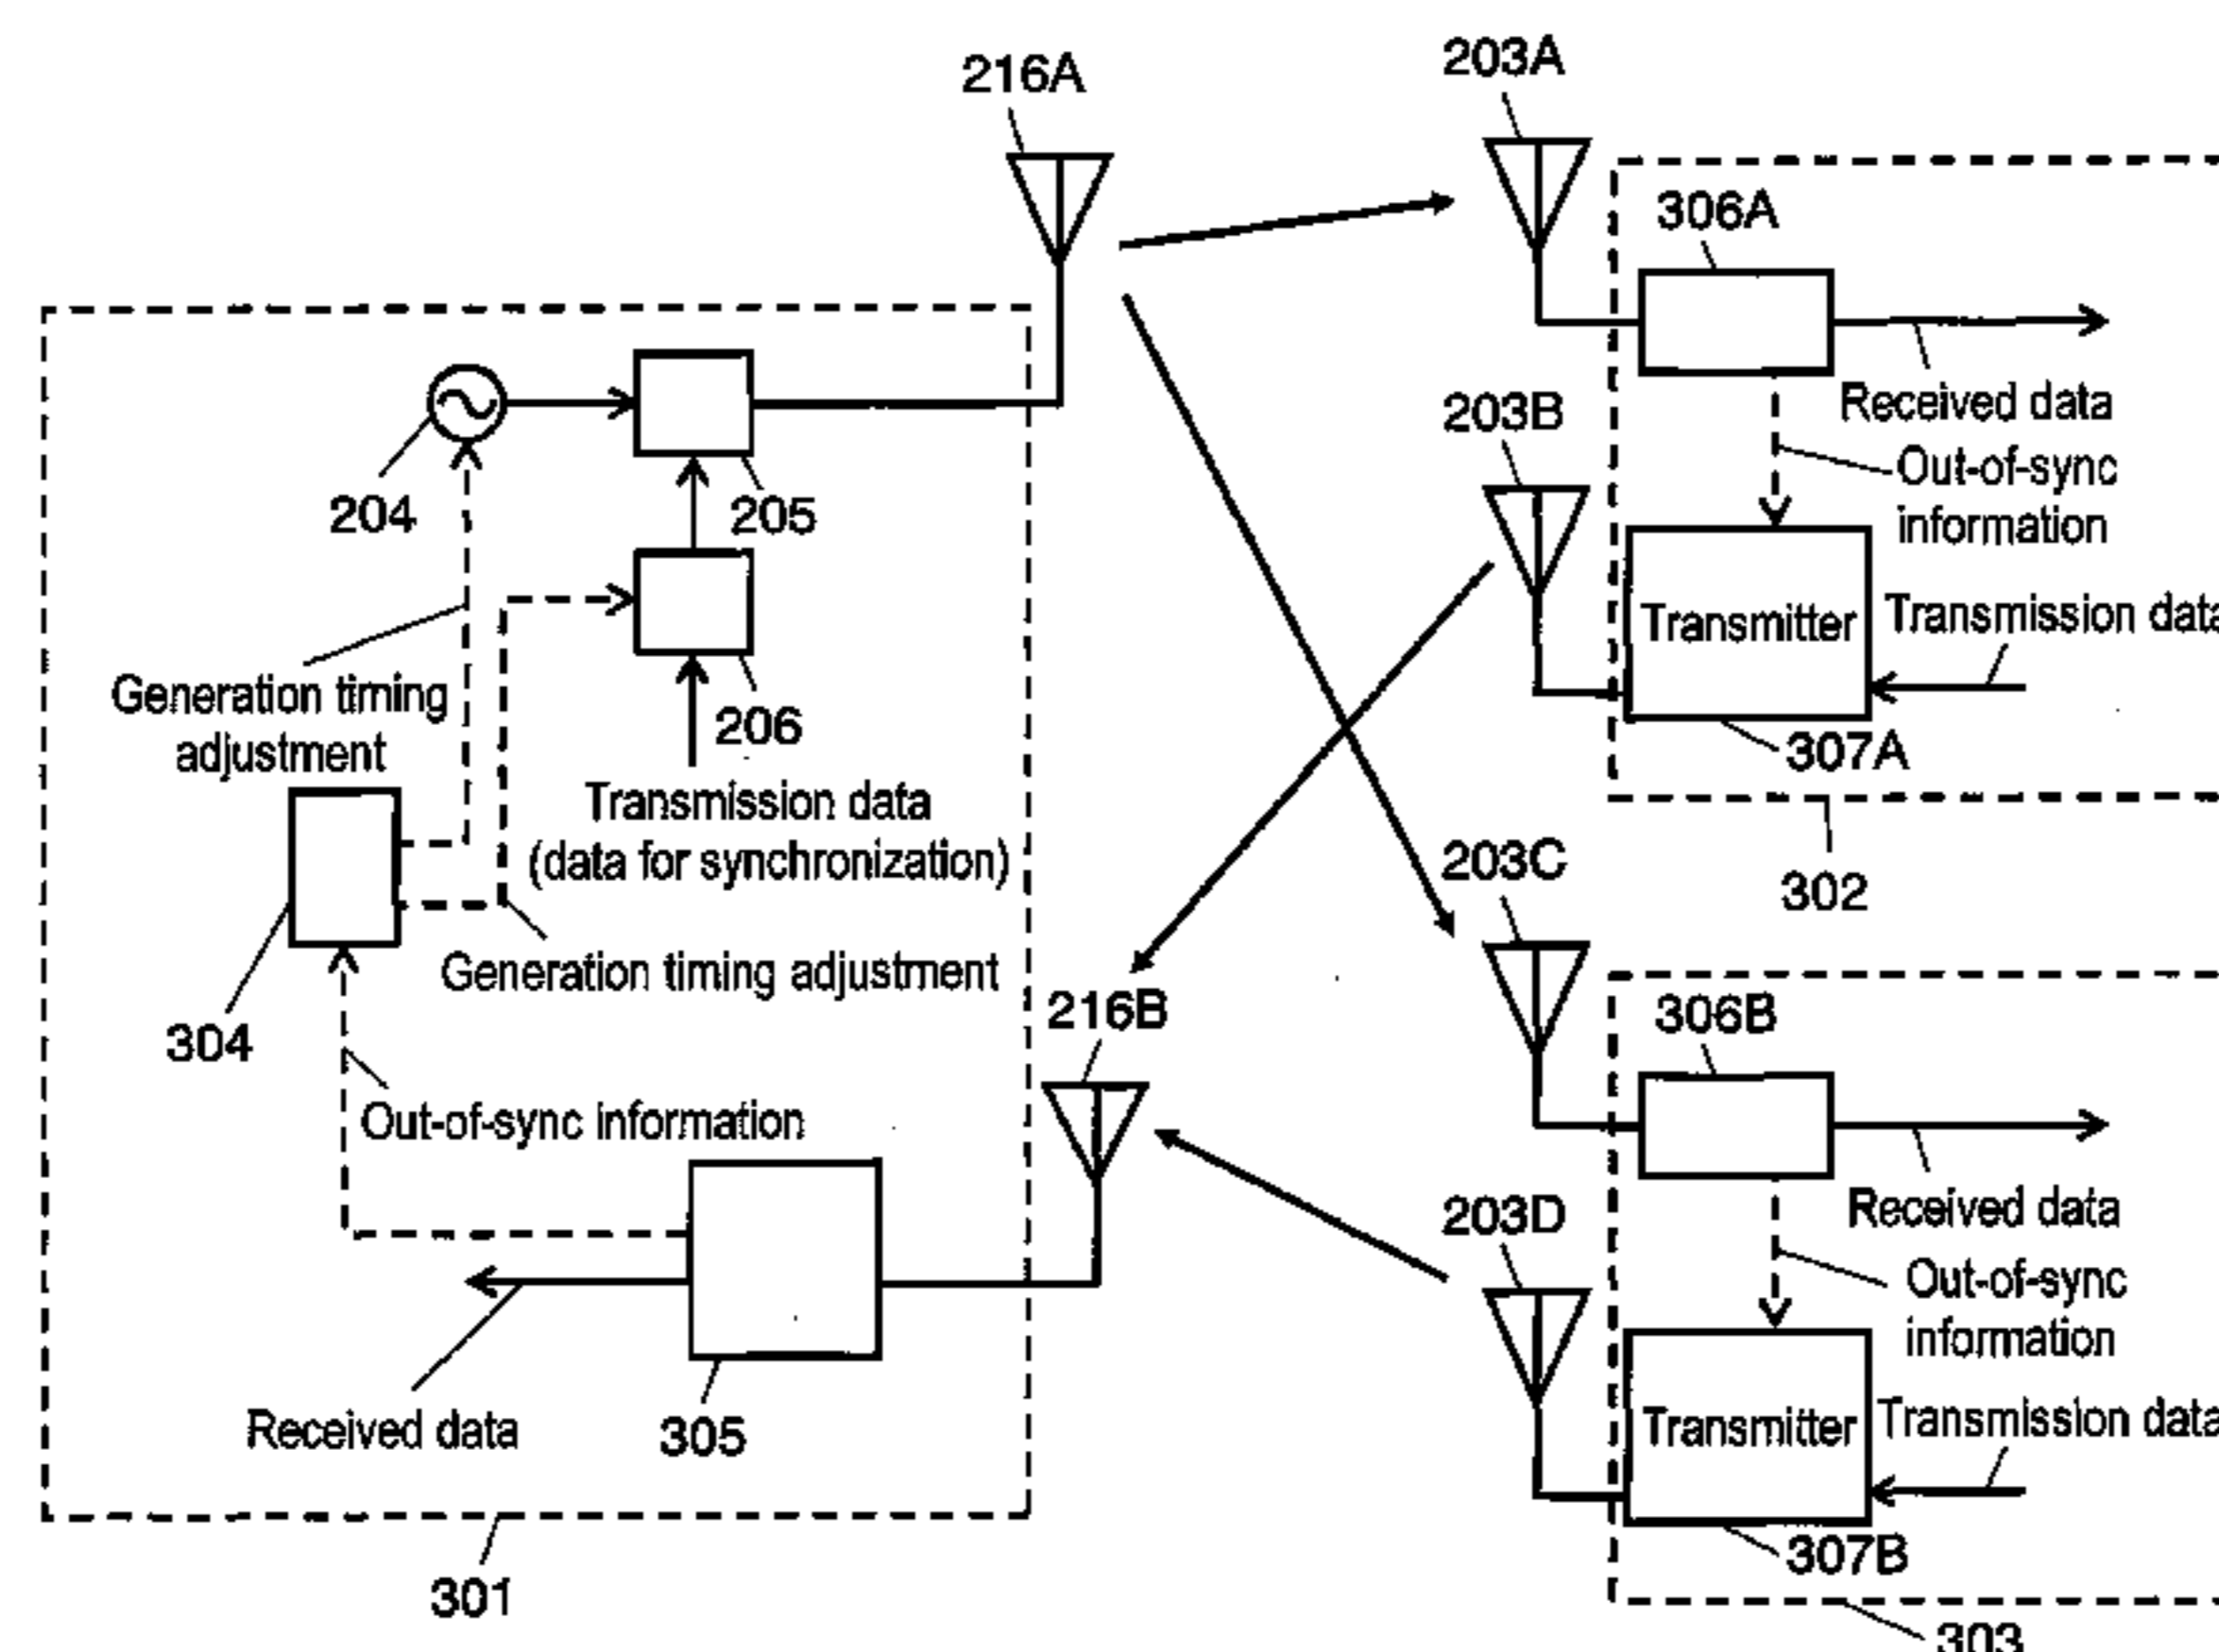 216A
203A
306A
Received data
Out-of-sync
information
203B
Transmitter
Transmission data
307A
302
204
205
206
Generation timing
adjustment
Transmission data
(data for synchronization)
Generation timing adjustment
304
Out-of-sync information
216B
305
Received data
301
203C
306B
Received data
Out-of-sync
information
203D
Transmitter
Transmission data
307B
303